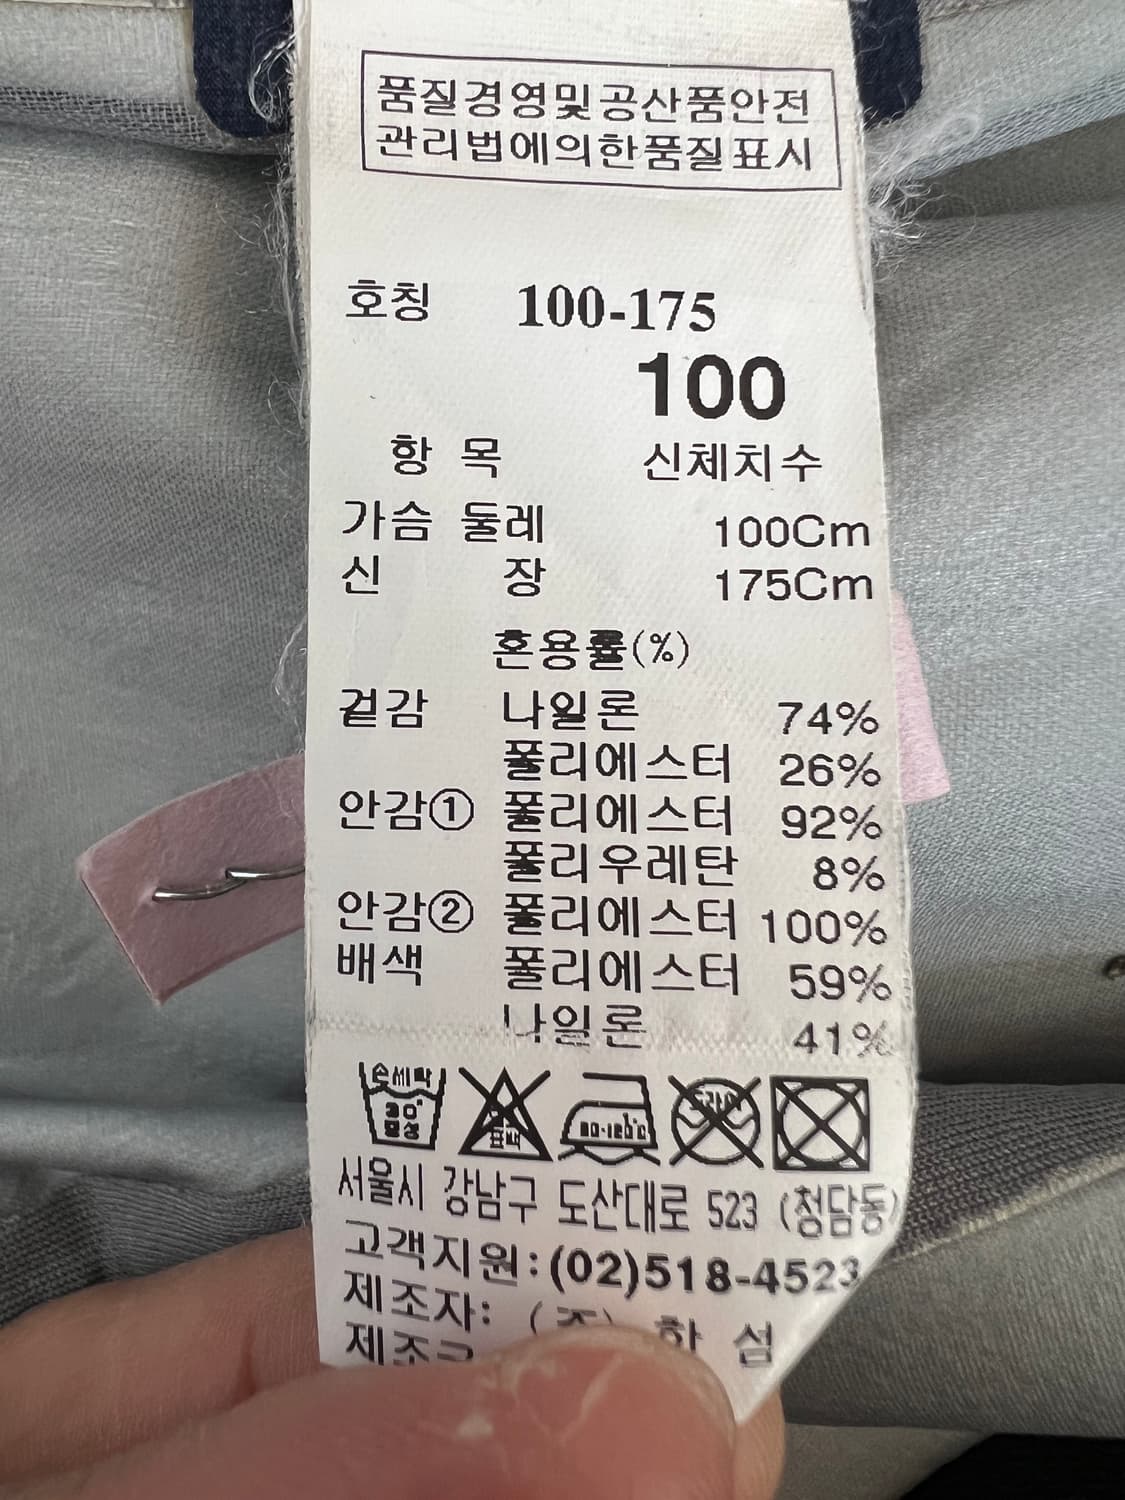 품질경영및공산품안전
관리법에의한품질표시
호칭 100-175
100
항 목 신체치수
가슴 둘레 100Cm
신 장 175Cm
혼용률(%)
겉감 나일론 74%
폴리에스터 26%
안감① 폴리에스터 92%
폴리우레탄 8%
안감② 폴리에스터 100%
배색 폴리에스터 59%
나일론 41%
손세탁 30° 중성 표백 80-120℃ 드라이
서울시 강남구 도산대로 523 (청담동)
고객지원:(02)518-4523
제조자: (주) 한 섬
제조국